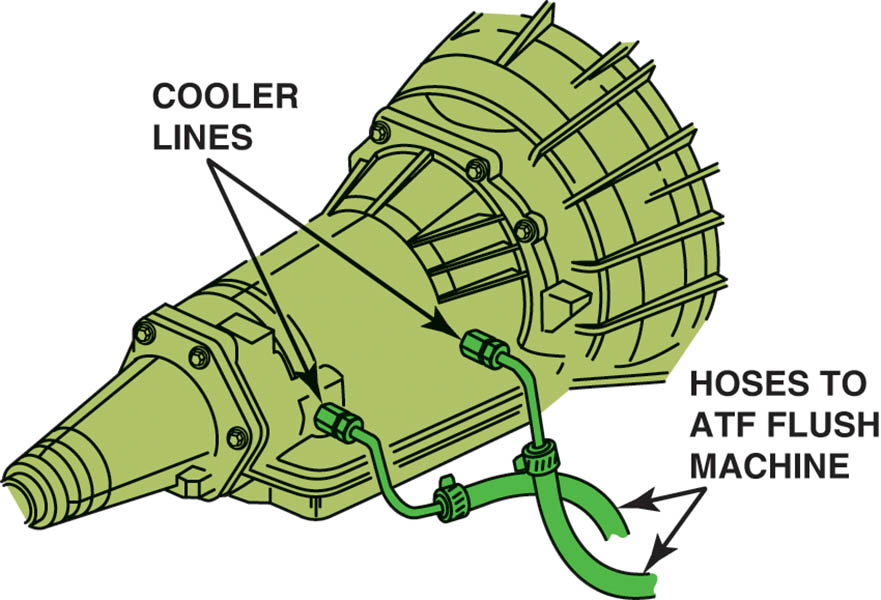 COOLER
LINES
HOSES TO
ATF FLUSH
MACHINE